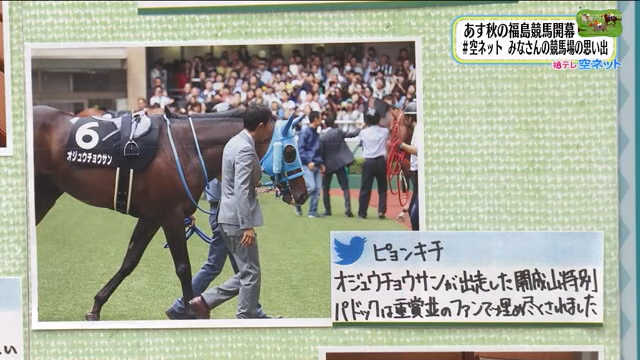 あす秋の福島競馬開幕
#空ネット みなさんの競馬場の思い出
福テレ 空ネット
6
オジュウチョウサン
ピョンキチ
オジュウチョウサンが出走した開成山特別
パドックは重賞並のファンで埋め尽くされました